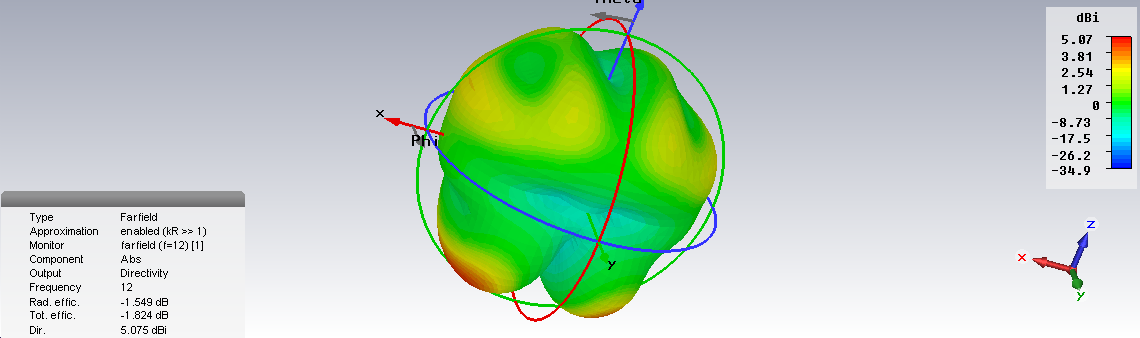 Theta
dBi
5.07
3.81
2.54
1.27
0
-8.73
-17.5
-26.2
-34.9
x
Phi
y
z
x
y
Type Farfield
Approximation enabled (kR >> 1)
Monitor farfield (f=12) [1]
Component Abs
Output Directivity
Frequency 12
Rad. effic. -1.549 dB
Tot. effic. -1.824 dB
Dir. 5.075 dBi